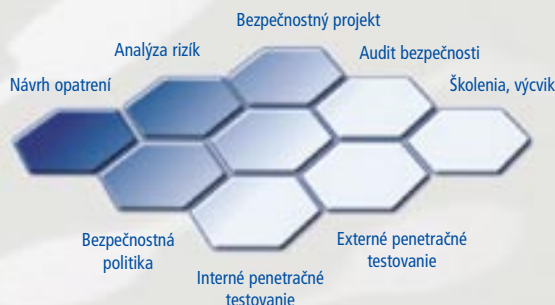 Bezpečnostný projekt
Analýza rizík
Audit bezpečnosti
Návrh opatrení
Školenia, výcvik
Bezpečnostná
politika
Externé penetračné
testovanie
Interné penetračné
testovanie